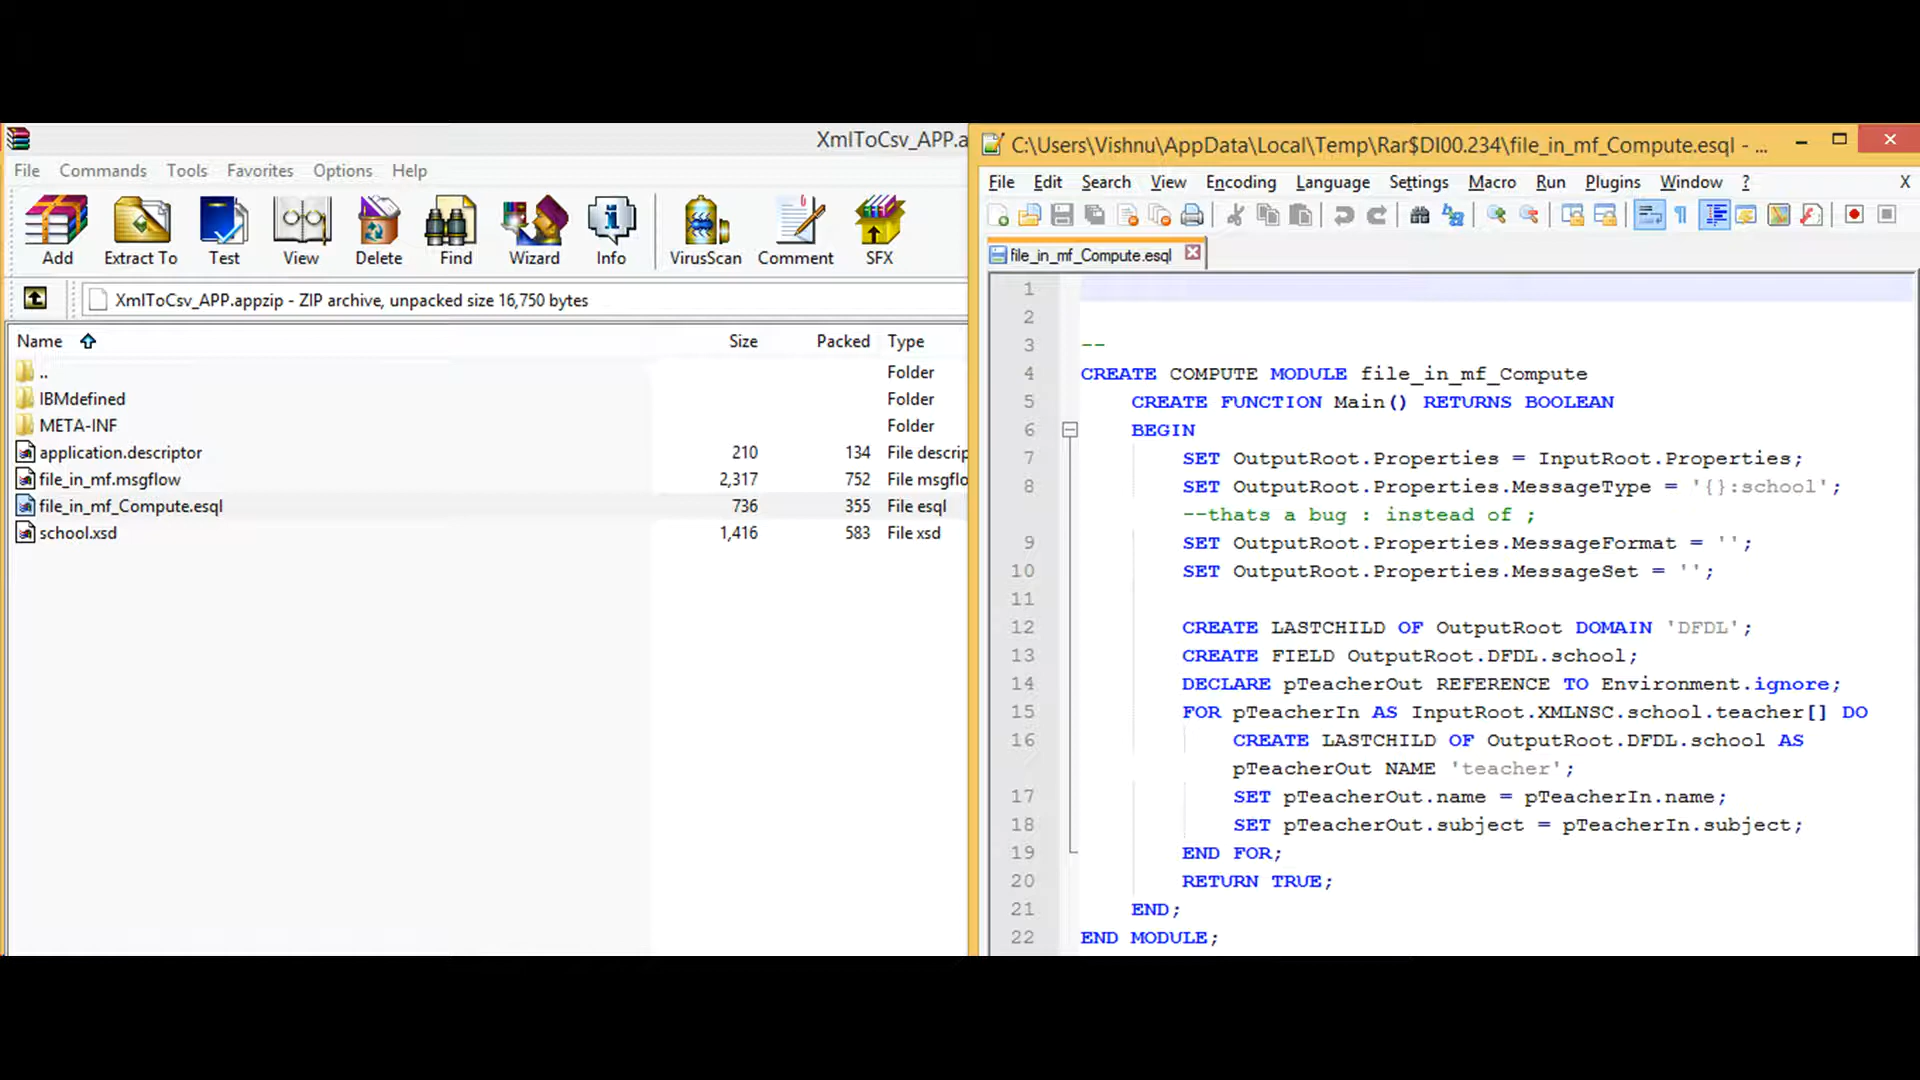 XmlToCsv_APP.a
File Commands Tools Favorites Options Help
Add Extract To Test View Delete Find Wizard Info VirusScan Comment SFX
XmlToCsv_APP.appzip - ZIP archive, unpacked size 16,750 bytes
Name Size Packed Type
.. Folder
IBMdefined Folder
META-INF Folder
application.descriptor 210 134 File descrip
file_in_mf.msgflow 2,317 752 File msgflo
file_in_mf_Compute.esql 736 355 File esql
school.xsd 1,416 583 File xsd
C:\Users\Vishnu\AppData\Local\Temp\Rar$DI00.234\file_in_mf_Compute.esql - ...
File Edit Search View Encoding Language Settings Macro Run Plugins Window ? X
file_in_mf_Compute.esql
1
2
3 --
4 CREATE COMPUTE MODULE file_in_mf_Compute
5 CREATE FUNCTION Main() RETURNS BOOLEAN
6 BEGIN
7 SET OutputRoot.Properties = InputRoot.Properties;
8 SET OutputRoot.Properties.MessageType = '{}:school';
--thats a bug : instead of ;
9 SET OutputRoot.Properties.MessageFormat = '';
10 SET OutputRoot.Properties.MessageSet = '';
11
12 CREATE LASTCHILD OF OutputRoot DOMAIN 'DFDL';
13 CREATE FIELD OutputRoot.DFDL.school;
14 DECLARE pTeacherOut REFERENCE TO Environment.ignore;
15 FOR pTeacherIn AS InputRoot.XMLNSC.school.teacher[] DO
16 CREATE LASTCHILD OF OutputRoot.DFDL.school AS
pTeacherOut NAME 'teacher';
17 SET pTeacherOut.name = pTeacherIn.name;
18 SET pTeacherOut.subject = pTeacherIn.subject;
19 END FOR;
20 RETURN TRUE;
21 END;
22 END MODULE;